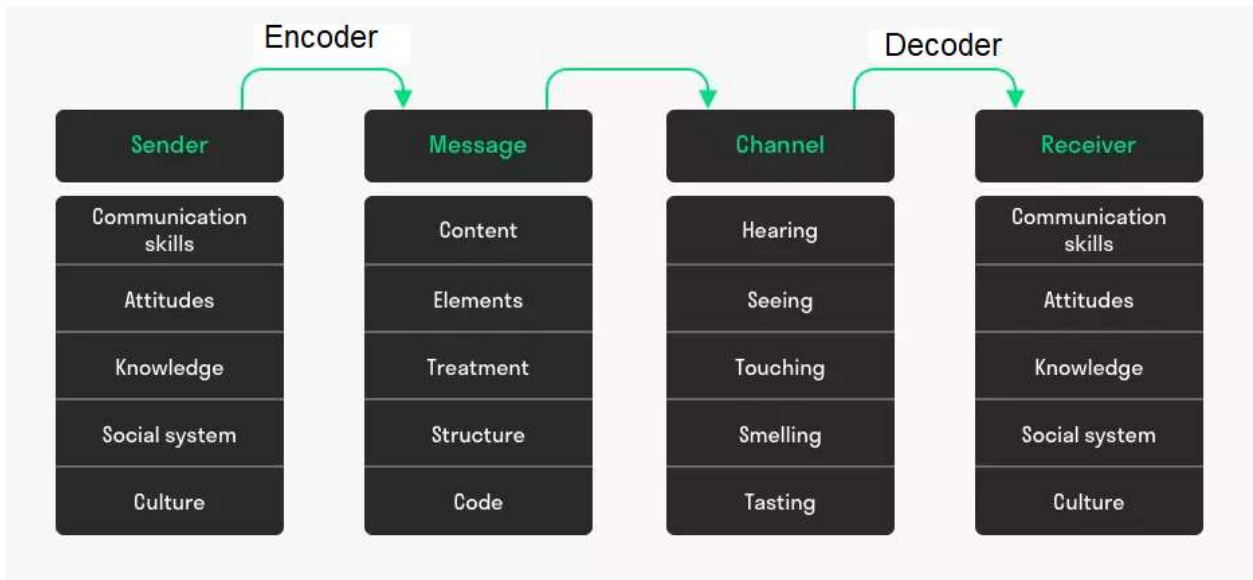 Encoder
Decoder
Sender
Message
Channel
Receiver
Communication
skills
Content
Hearing
Communication
skills
Attitudes
Elements
Seeing
Attitudes
Knowledge
Treatment
Touching
Knowledge
Social system
Structure
Smelling
Social system
Culture
Code
Tasting
Culture